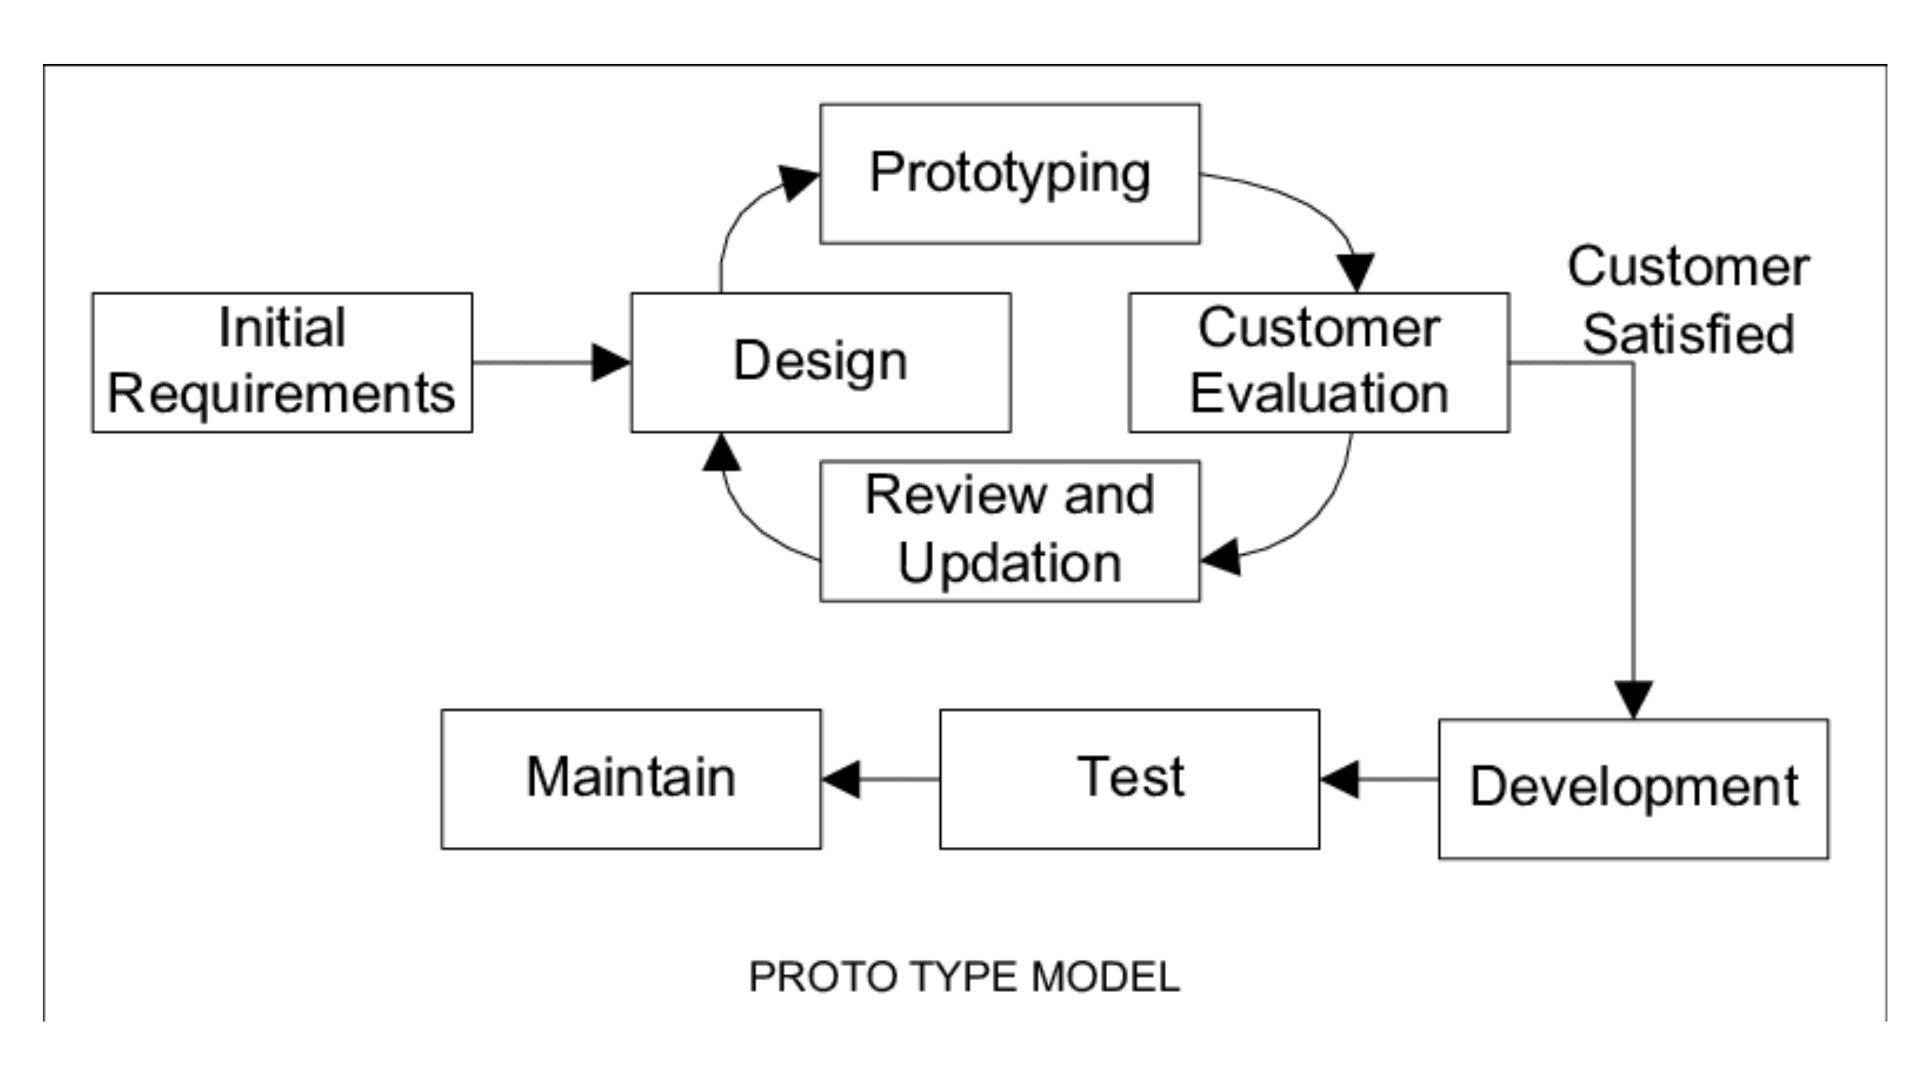 Prototyping
Customer
Satisfied
Initial
Requirements
Design
Customer
Evaluation
Review and
Updation
Maintain
Test
Development
PROTO TYPE MODEL